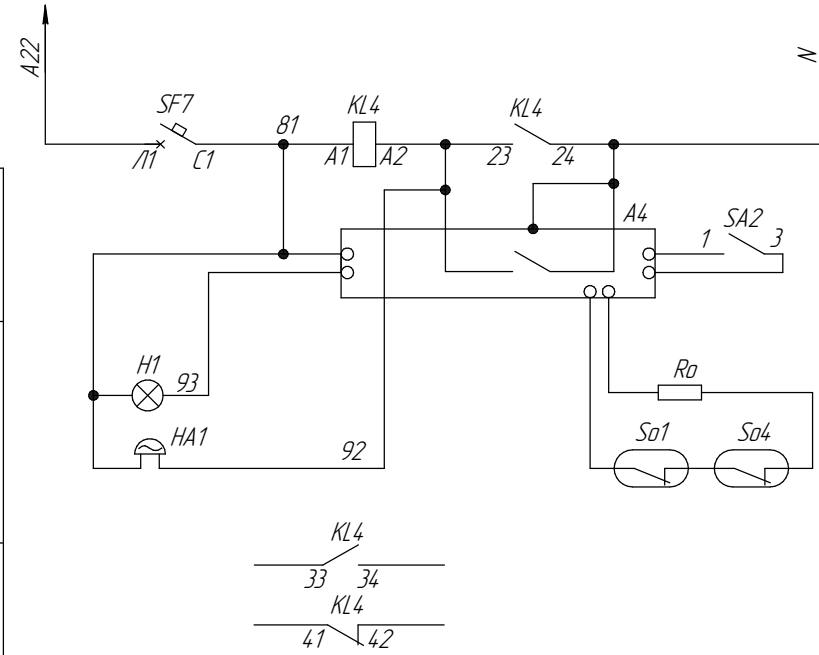 A22
N
SF7
KL4
KL4
81
Л1
C1
A1
A2
23
24
A4
SA2
1
3
H1
93
Ro
HA1
92
So1
So4
KL4
33
34
KL4
41
42